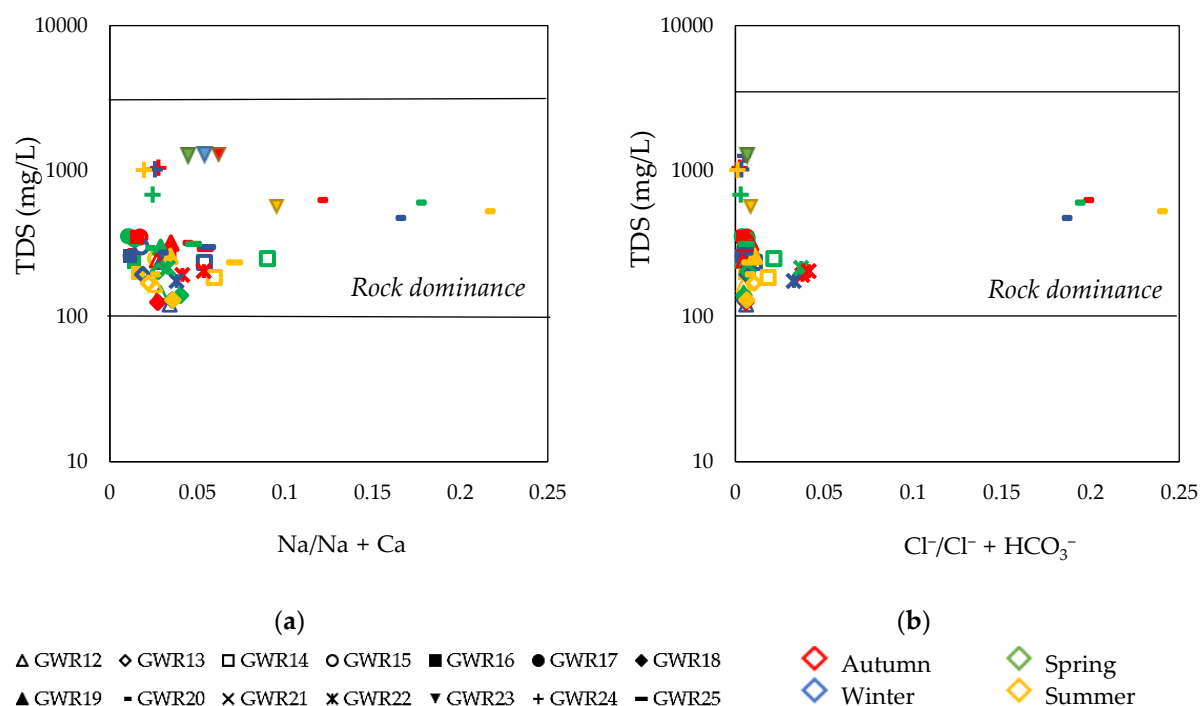 10000
1000
100
10
TDS (mg/L)
Rock dominance
0 0.05 0.1 0.15 0.2 0.25
Na/Na + Ca
(a)
10000
1000
100
10
TDS (mg/L)
Rock dominance
0 0.05 0.1 0.15 0.2 0.25
Cl⁻/Cl⁻ + HCO₃⁻
(b)
GWR12 GWR13 GWR14 GWR15 GWR16 GWR17 GWR18
GWR19 GWR20 GWR21 GWR22 GWR23 GWR24 GWR25
Autumn Spring
Winter Summer